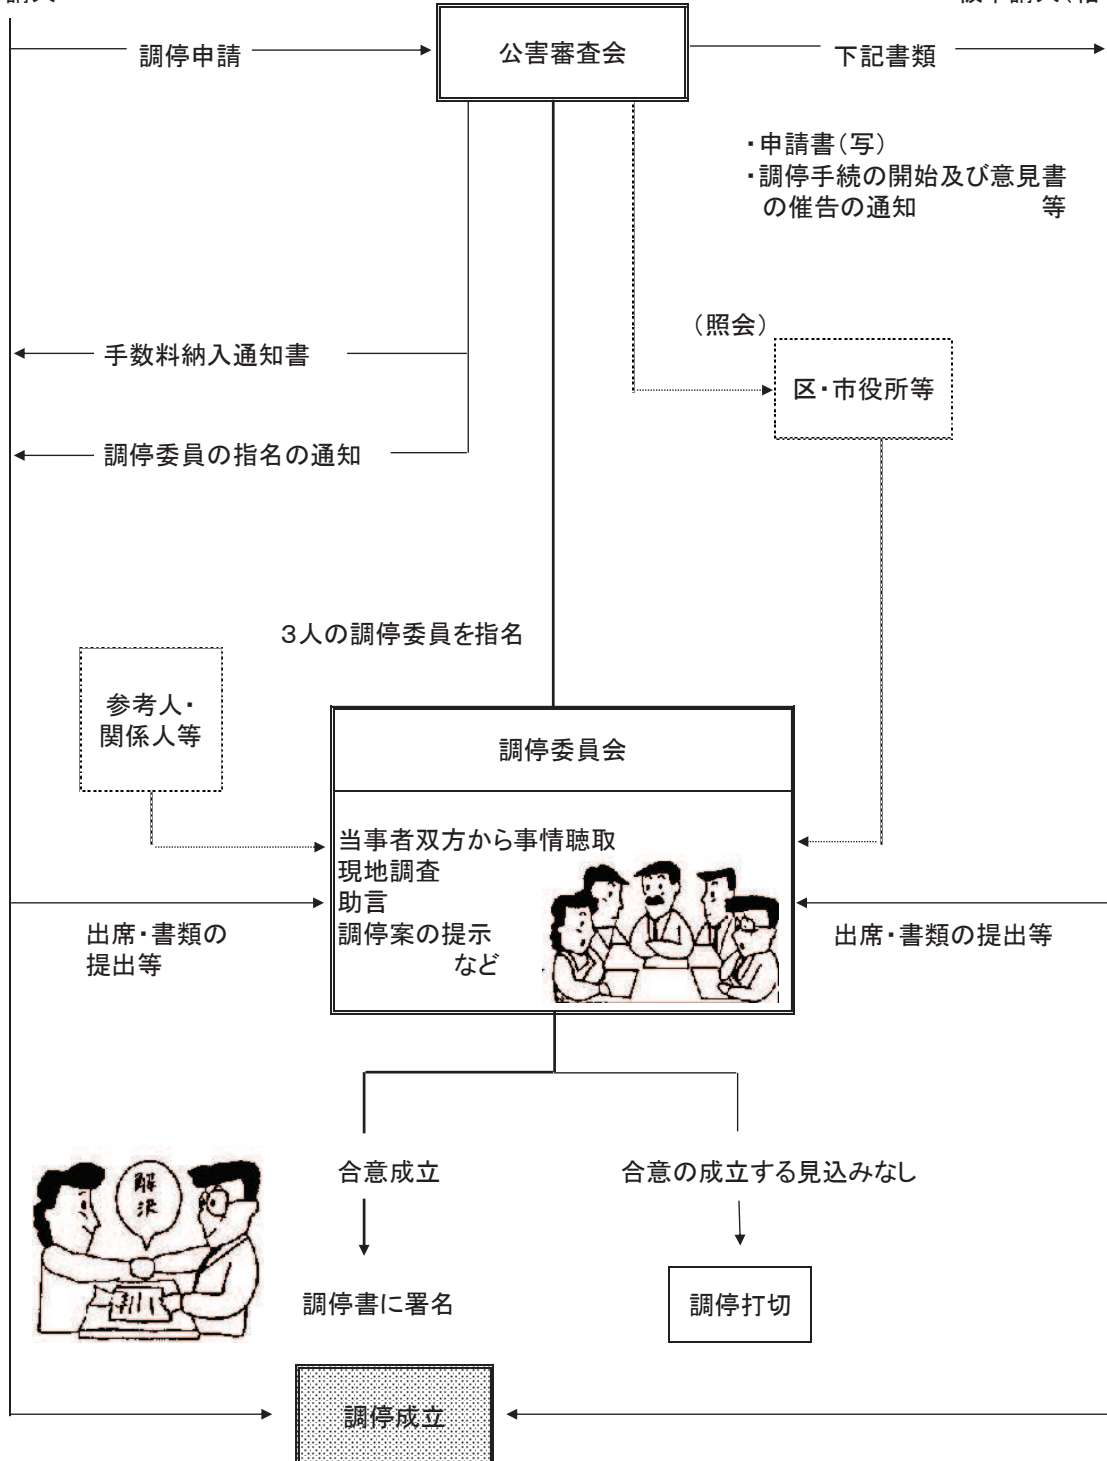 調停申請
公害審査会
下記書類
・申請書(写)
・調停手続の開始及び意見書
の催告の通知 等
(照会)
手数料納入通知書
区・市役所等
調停委員の指名の通知
3人の調停委員を指名
参考人・
関係人等
調停委員会
当事者双方から事情聴取
現地調査
助言
調停案の提示
など
出席・書類の
提出等
出席・書類の提出等
合意成立
合意の成立する見込みなし
解
決
調停書に署名
調停打切
調停成立